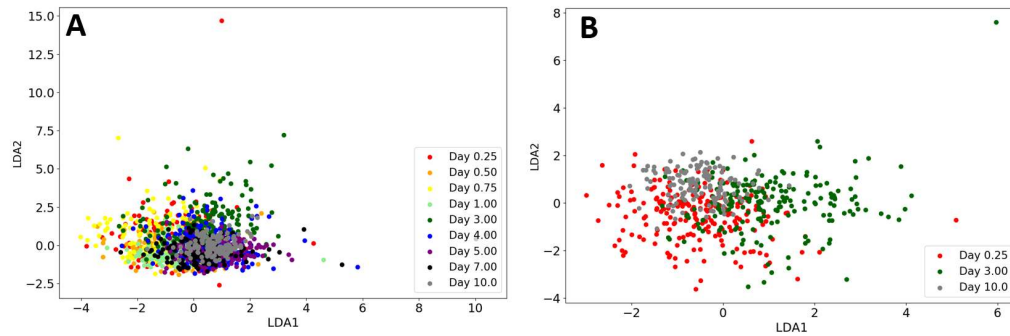 A
15.0
12.5
10.0
7.5
5.0
2.5
0.0
−2.5
LDA2
−4 −2 0 2 4 6 8 10
LDA1
Day 0.25
Day 0.50
Day 0.75
Day 1.00
Day 3.00
Day 4.00
Day 5.00
Day 7.00
Day 10.0
B
8
6
4
2
0
−2
−4
LDA2
−2 0 2 4 6
LDA1
Day 0.25
Day 3.00
Day 10.0